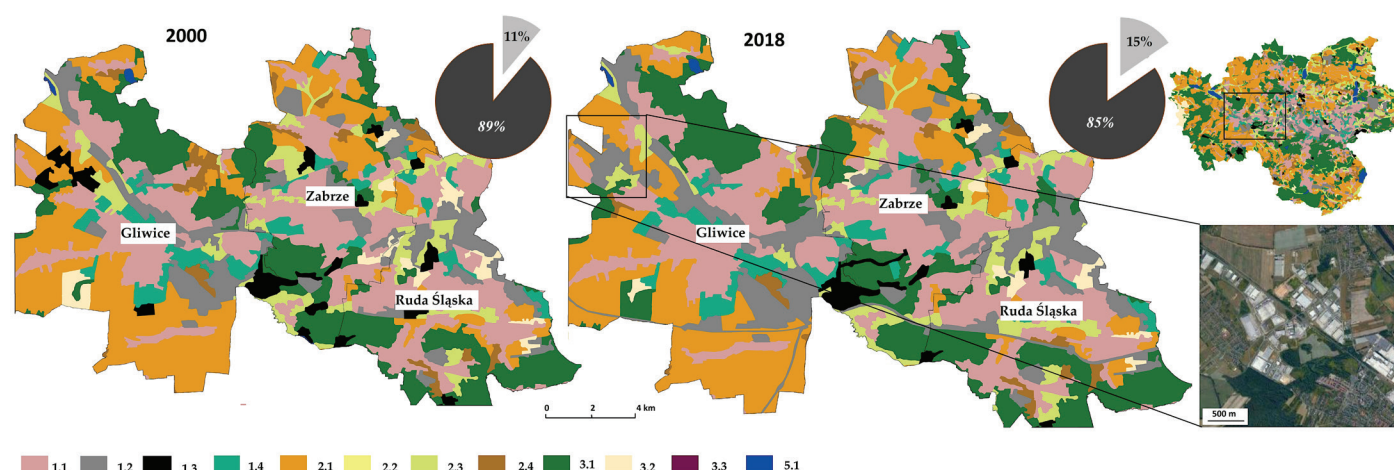 2000
11%
89%
Zabrze
Gliwice
Ruda Śląska
2018
15%
85%
Zabrze
Gliwice
Ruda Śląska
0 2 4 km
500 m
1.1 1.2 1.3 1.4 2.1 2.2 2.3 2.4 3.1 3.2 3.3 5.1